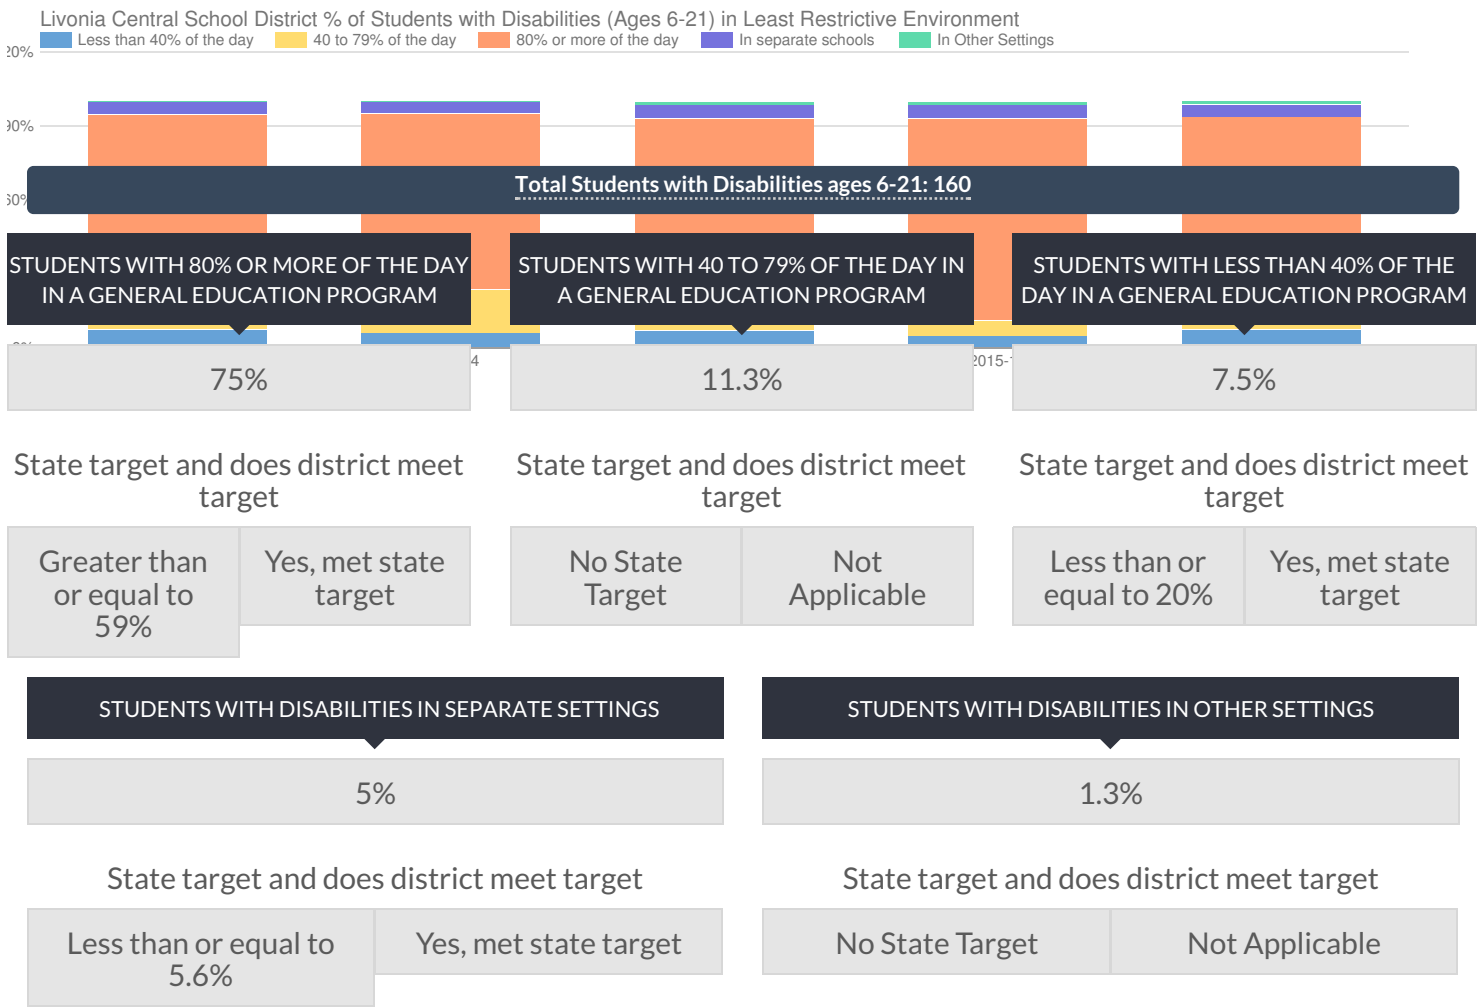 Livonia Central School District % of Students with Disabilities (Ages 6-21) in Least Restrictive Environment
Less than 40% of the day 40 to 79% of the day 80% or more of the day In separate schools In Other Settings
Total Students with Disabilities ages 6-21: 160
STUDENTS WITH 80% OR MORE OF THE DAY
IN A GENERAL EDUCATION PROGRAM
75%
State target and does district meet
target
Greater than
or equal to
59%
Yes, met state
target
STUDENTS WITH 40 TO 79% OF THE DAY IN
A GENERAL EDUCATION PROGRAM
11.3%
State target and does district meet
target
No State
Target
Not
Applicable
STUDENTS WITH LESS THAN 40% OF THE
DAY IN A GENERAL EDUCATION PROGRAM
7.5%
State target and does district meet
target
Less than or
equal to 20%
Yes, met state
target
STUDENTS WITH DISABILITIES IN SEPARATE SETTINGS
5%
State target and does district meet target
Less than or equal to
5.6%
Yes, met state target
STUDENTS WITH DISABILITIES IN OTHER SETTINGS
1.3%
State target and does district meet target
No State Target
Not Applicable